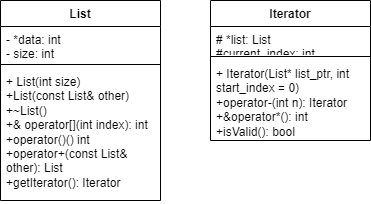 List
- *data: int
- size: int
+ List(int size)
+List(const List& other)
+~List()
+& operator[](int index): int
+operator()() int
+operator+(const List&
other): List
+getIterator(): Iterator
Iterator
# *list: List
#current_index: int
+ Iterator(List* list_ptr, int
start_index = 0)
+operator-(int n): Iterator
+&operator*(): int
+isValid(): bool